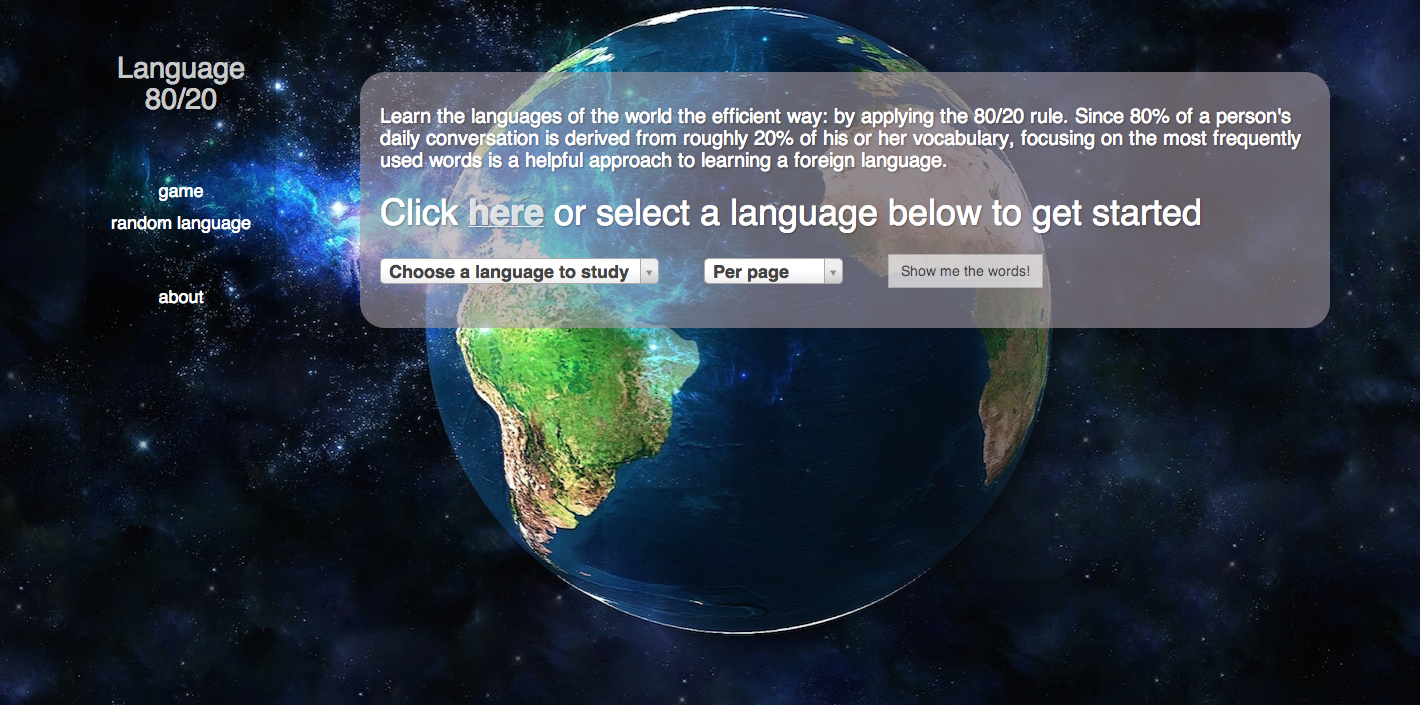 Language
80/20
game
random language
about
Learn the languages of the world the efficient way: by applying the 80/20 rule. Since 80% of a person's
daily conversation is derived from roughly 20% of his or her vocabulary, focusing on the most frequently
used words is a helpful approach to learning a foreign language.
Click here or select a language below to get started
Choose a language to study Per page Show me the words!